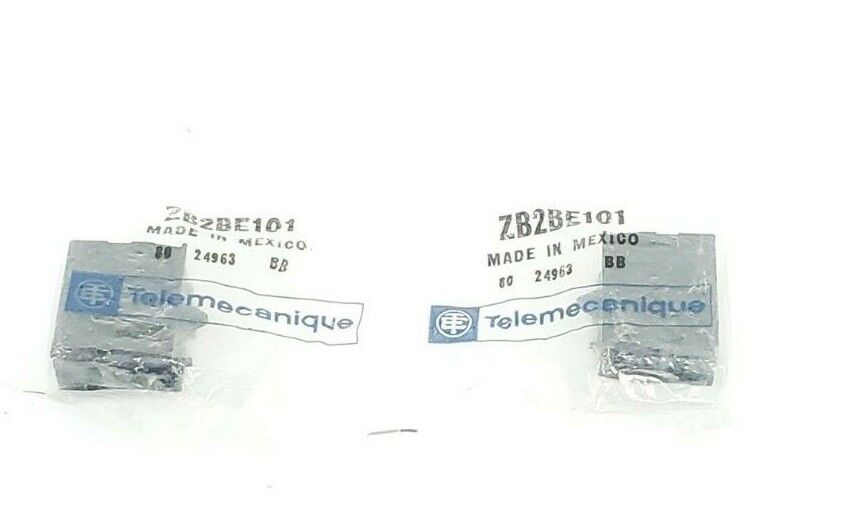 ZB2BE101
MADE IN MEXICO.
80 24963 BB
Telemecanique
ZB2BE101
MADE IN MEXICO
80 24963 BB
Telemecanique